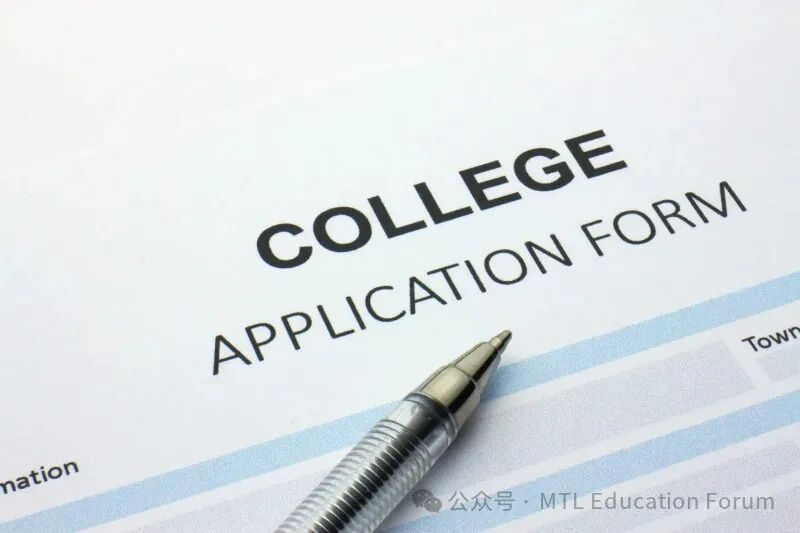 COLLEGE
APPLICATION FORM
Town
mation
公众号 · MTL Education Forum